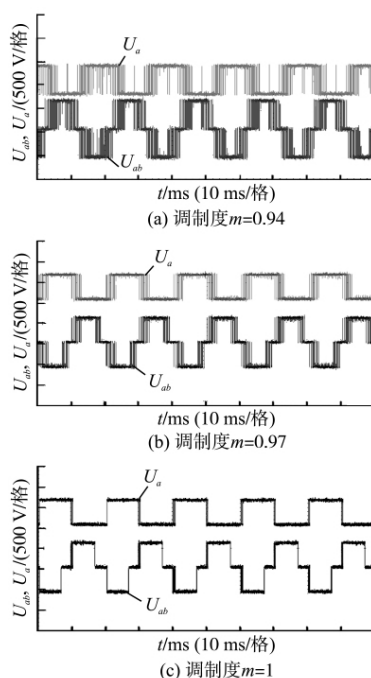 U_ab, U_a/(500 V/格)
U_a
U_ab
t/ms (10 ms/格)
(a) 调制度m=0.94
U_ab, U_a/(500 V/格)
U_a
U_ab
t/ms (10 ms/格)
(b) 调制度m=0.97
U_ab, U_a/(500 V/格)
U_a
U_ab
t/ms (10 ms/格)
(c) 调制度m=1